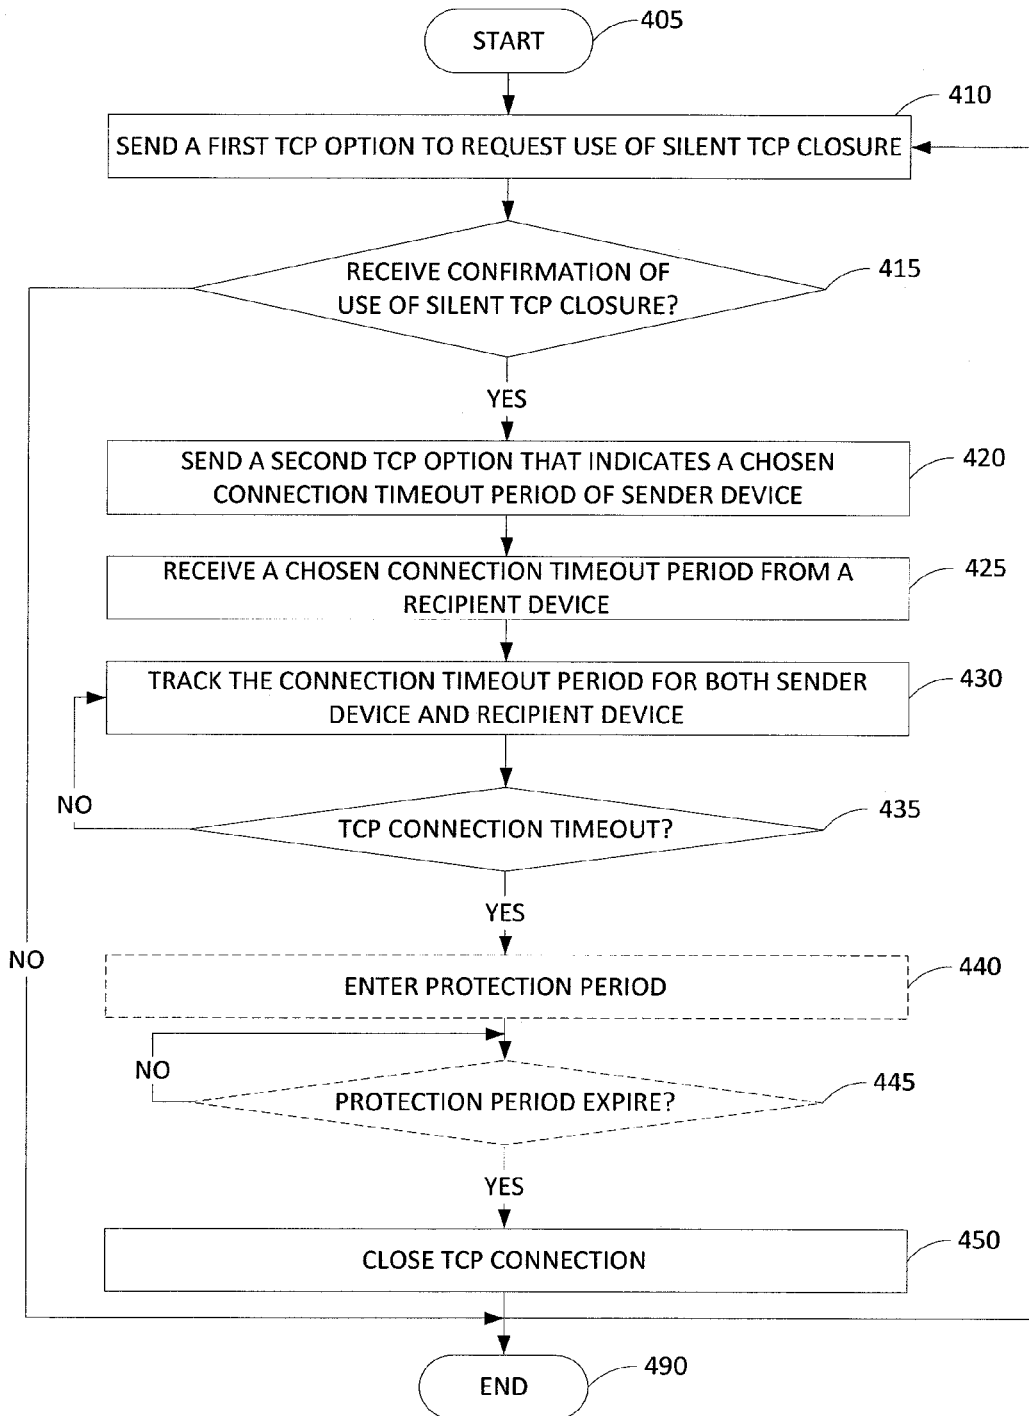 START
405
410
SEND A FIRST TCP OPTION TO REQUEST USE OF SILENT TCP CLOSURE
RECEIVE CONFIRMATION OF
USE OF SILENT TCP CLOSURE?
415
YES
SEND A SECOND TCP OPTION THAT INDICATES A CHOSEN
CONNECTION TIMEOUT PERIOD OF SENDER DEVICE
420
RECEIVE A CHOSEN CONNECTION TIMEOUT PERIOD FROM A
RECIPIENT DEVICE
425
TRACK THE CONNECTION TIMEOUT PERIOD FOR BOTH SENDER
DEVICE AND RECIPIENT DEVICE
430
NO
TCP CONNECTION TIMEOUT?
435
YES
NO
ENTER PROTECTION PERIOD
440
NO
PROTECTION PERIOD EXPIRE?
445
YES
CLOSE TCP CONNECTION
450
END
490